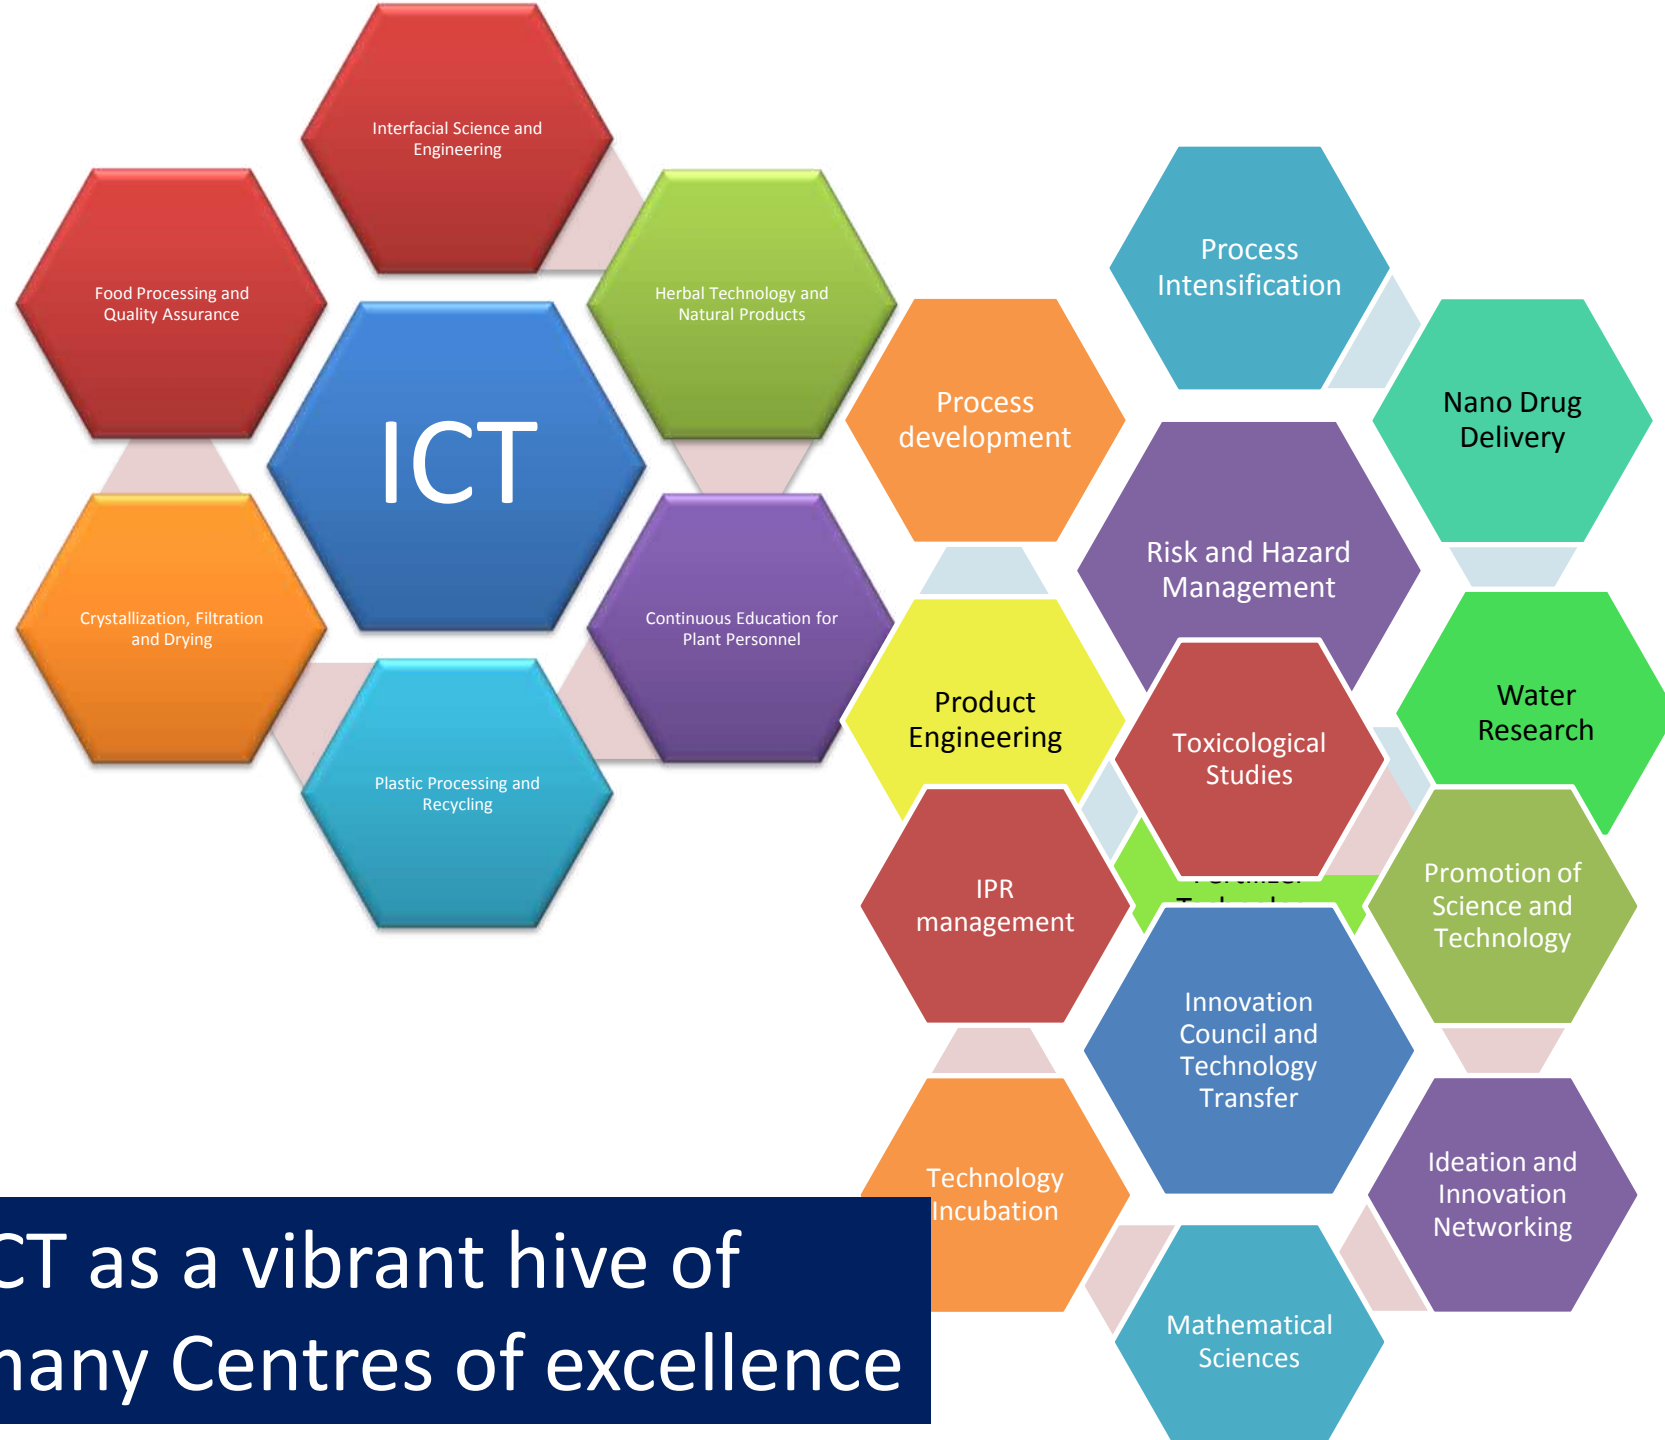 Interfacial Science and
Engineering
Food Processing and
Quality Assurance
Herbal Technology and
Natural Products
ICT
Crystallization, Filtration
and Drying
Continuous Education for
Plant Personnel
Plastic Processing and
Recycling
Process
Intensification
Process
development
Nano Drug
Delivery
Risk and Hazard
Management
Product
Engineering
Water
Research
Toxicological
Studies
IPR
management
Promotion of
Science and
Technology
Innovation
Council and
Technology
Transfer
Technology
Incubation
Ideation and
Innovation
Networking
Mathematical
Sciences
CT as a vibrant hive of
many Centres of excellence